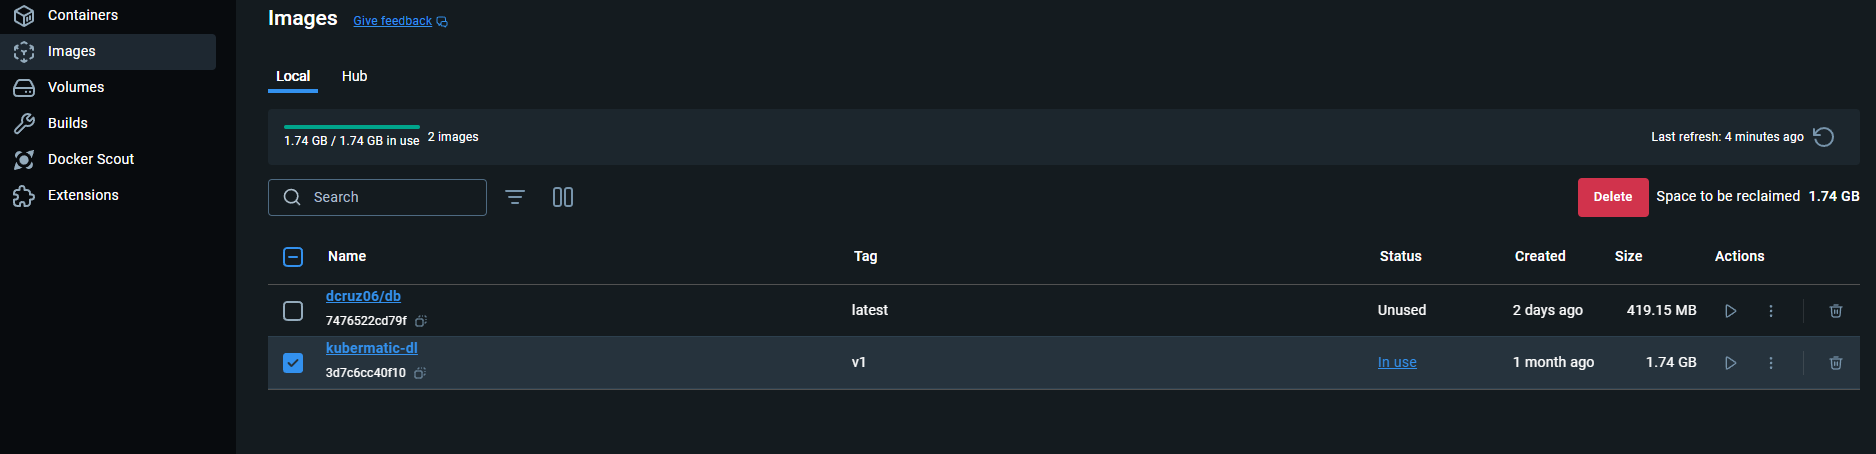 Containers
Images
Volumes
Builds
Docker Scout
Extensions
Images Give feedback
Local Hub
1.74 GB / 1.74 GB in use 2 images Last refresh: 4 minutes ago
Search Delete Space to be reclaimed 1.74 GB
Name Tag Status Created Size Actions
dcruz06/db
7476522cd79f
latest Unused 2 days ago 419.15 MB
kubermatic-dl
3d7c6cc40f10
v1 In use 1 month ago 1.74 GB